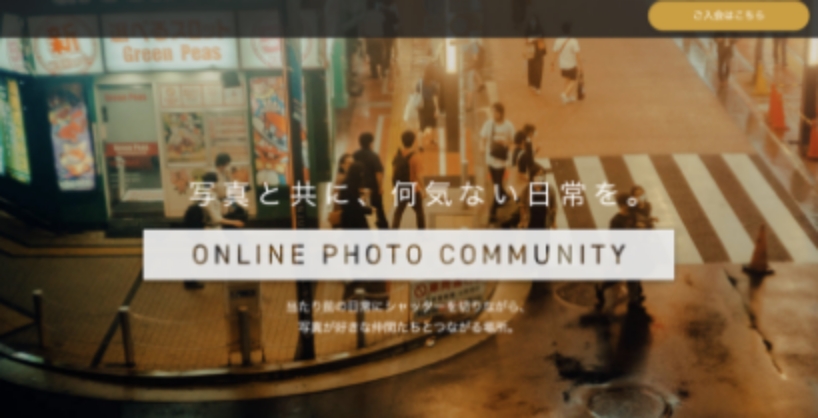 ご入会はこちら
新
Green Peas
写真と共に、何気ない日常を。
ONLINE PHOTO COMMUNITY
当たり前の日常にシャッターを切りながら、
写真が好きな仲間たちとつながる場所。